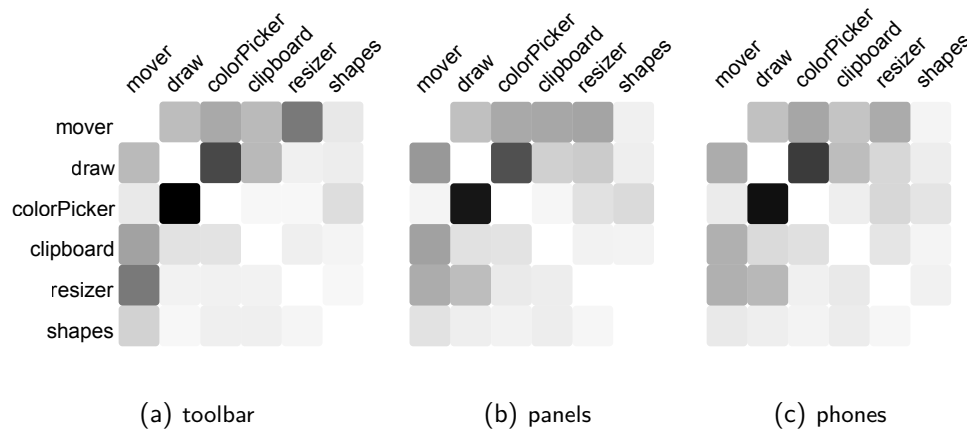 mover draw colorPicker clipboard resizer shapes
mover draw colorPicker clipboard resizer shapes
mover draw colorPicker clipboard resizer shapes
mover
draw
colorPicker
clipboard
resizer
shapes
(a) toolbar
(b) panels
(c) phones